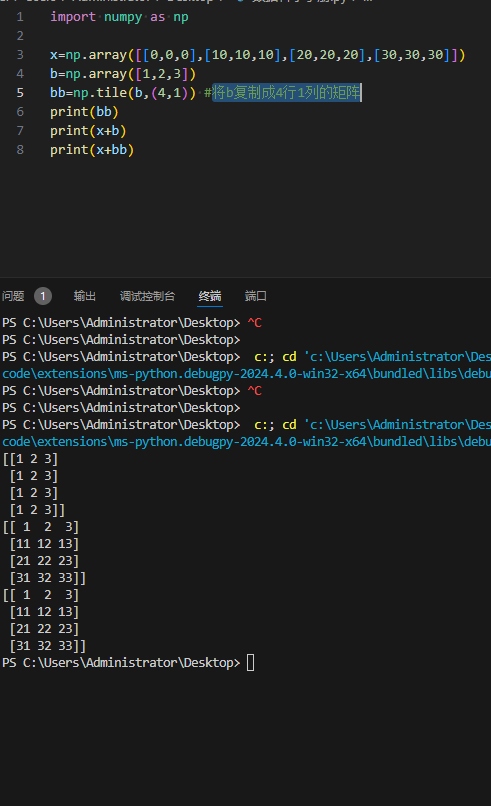 1 import numpy as np
2
3 x=np.array([[0,0,0],[10,10,10],[20,20,20],[30,30,30]])
4 b=np.array([1,2,3])
5 bb=np.tile(b,(4,1)) #将b复制成4行1列的矩阵
6 print(bb)
7 print(x+b)
8 print(x+bb)
问题 1 输出 调试控制台 终端 端口
PS C:\Users\Administrator\Desktop> ^C
PS C:\Users\Administrator\Desktop>
PS C:\Users\Administrator\Desktop>  c:; cd 'c:\Users\Administrator\Des
code\extensions\ms-python.debugpy-2024.4.0-win32-x64\bundled\libs\debu
PS C:\Users\Administrator\Desktop> ^C
PS C:\Users\Administrator\Desktop>
PS C:\Users\Administrator\Desktop>  c:; cd 'c:\Users\Administrator\Des
code\extensions\ms-python.debugpy-2024.4.0-win32-x64\bundled\libs\debu
[[1 2 3]
 [1 2 3]
 [1 2 3]
 [1 2 3]]
[[ 1  2  3]
 [11 12 13]
 [21 22 23]
 [31 32 33]]
[[ 1  2  3]
 [11 12 13]
 [21 22 23]
 [31 32 33]]
PS C:\Users\Administrator\Desktop>